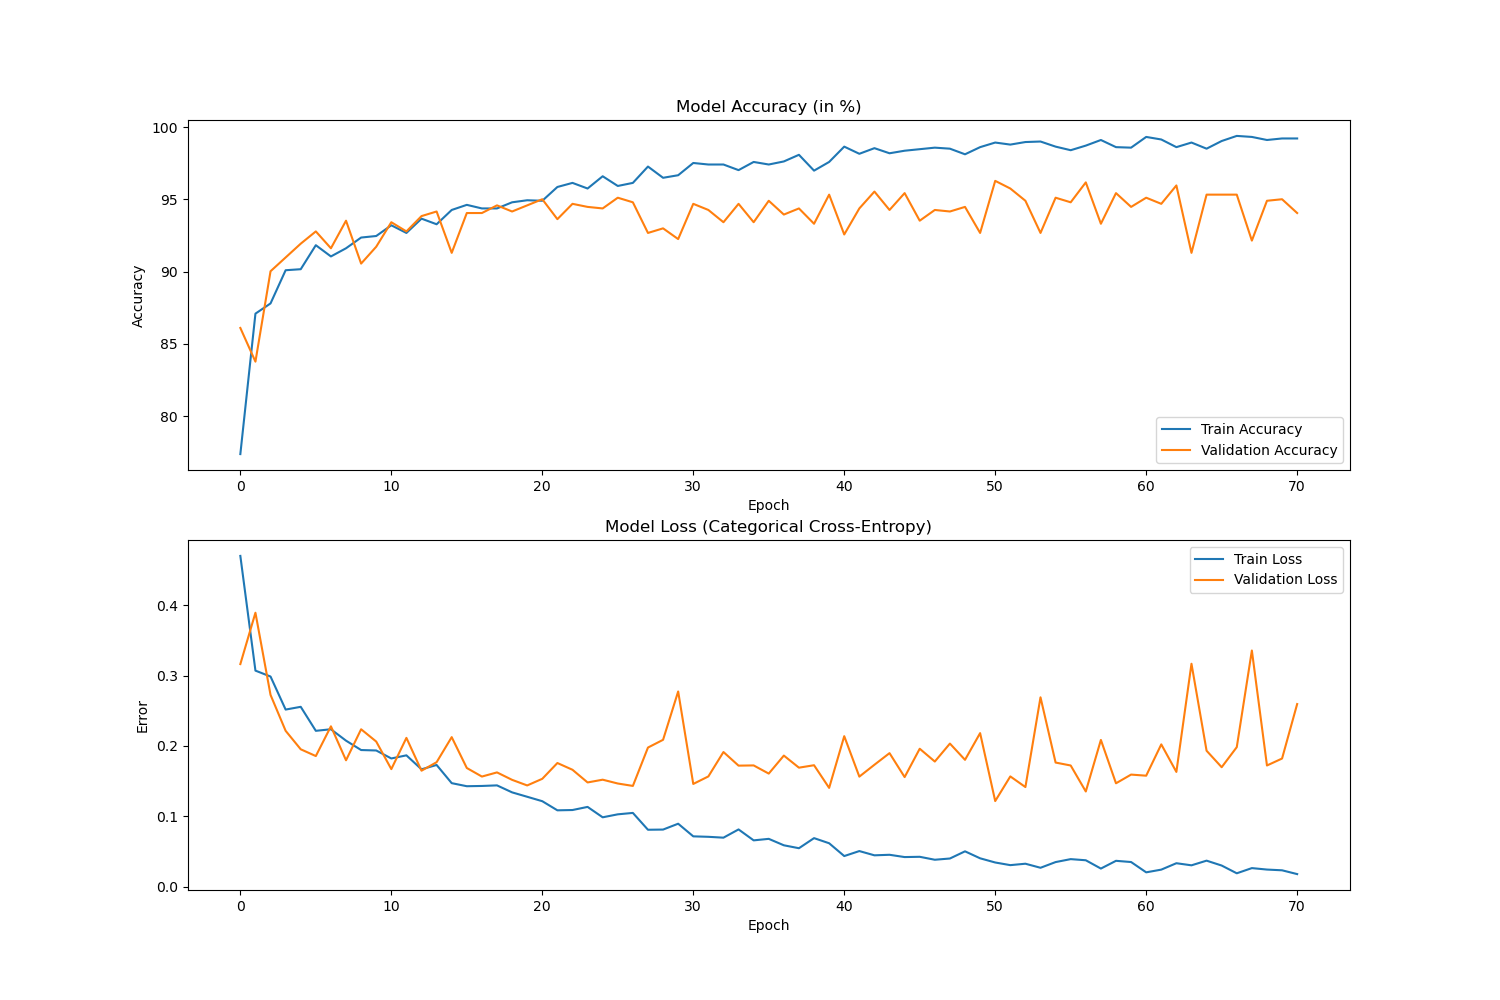 Model Accuracy (in %)
100
95
90
85
80
Accuracy
Train Accuracy
Validation Accuracy
0 10 20 30 40 50 60 70
Epoch
Model Loss (Categorical Cross-Entropy)
Train Loss
Validation Loss
0.4
0.3
0.2
0.1
0.0
Error
0 10 20 30 40 50 60 70
Epoch